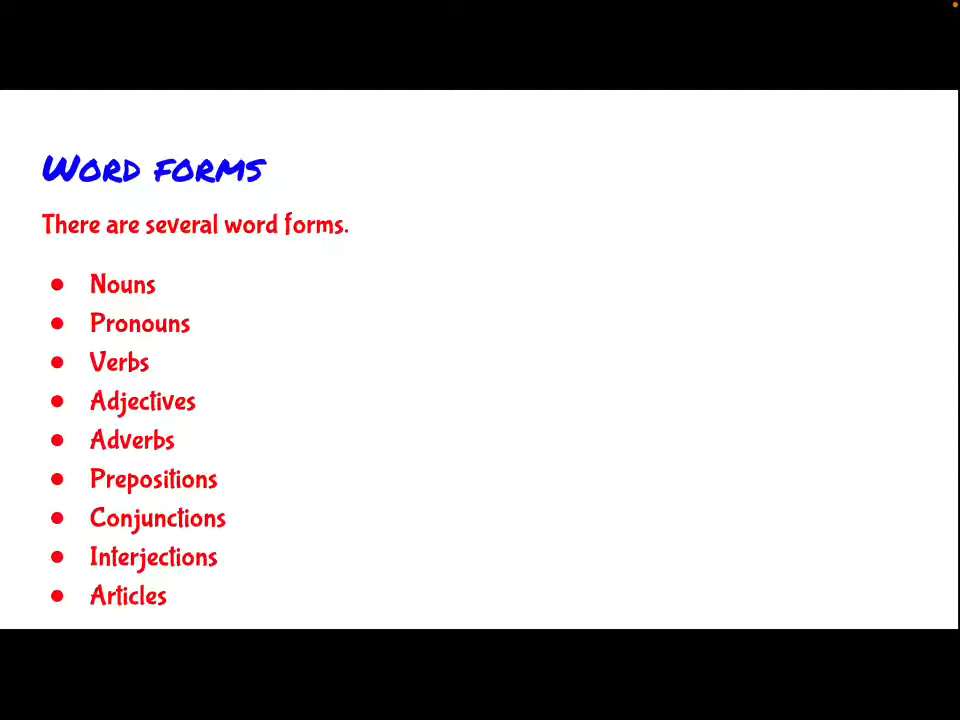 Word forms
There are several word forms.
● Nouns
● Pronouns
● Verbs
● Adjectives
● Adverbs
● Prepositions
● Conjunctions
● Interjections
● Articles